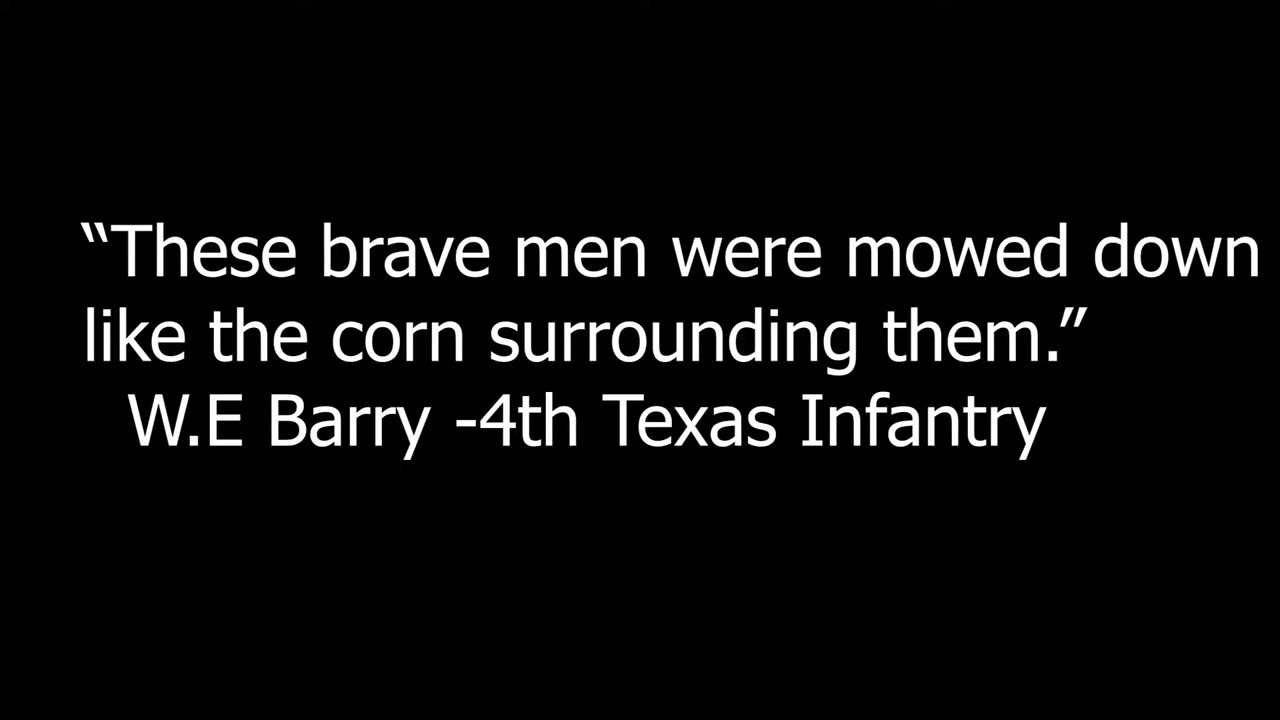 “These brave men were mowed down
like the corn surrounding them.”
W.E Barry -4th Texas Infantry